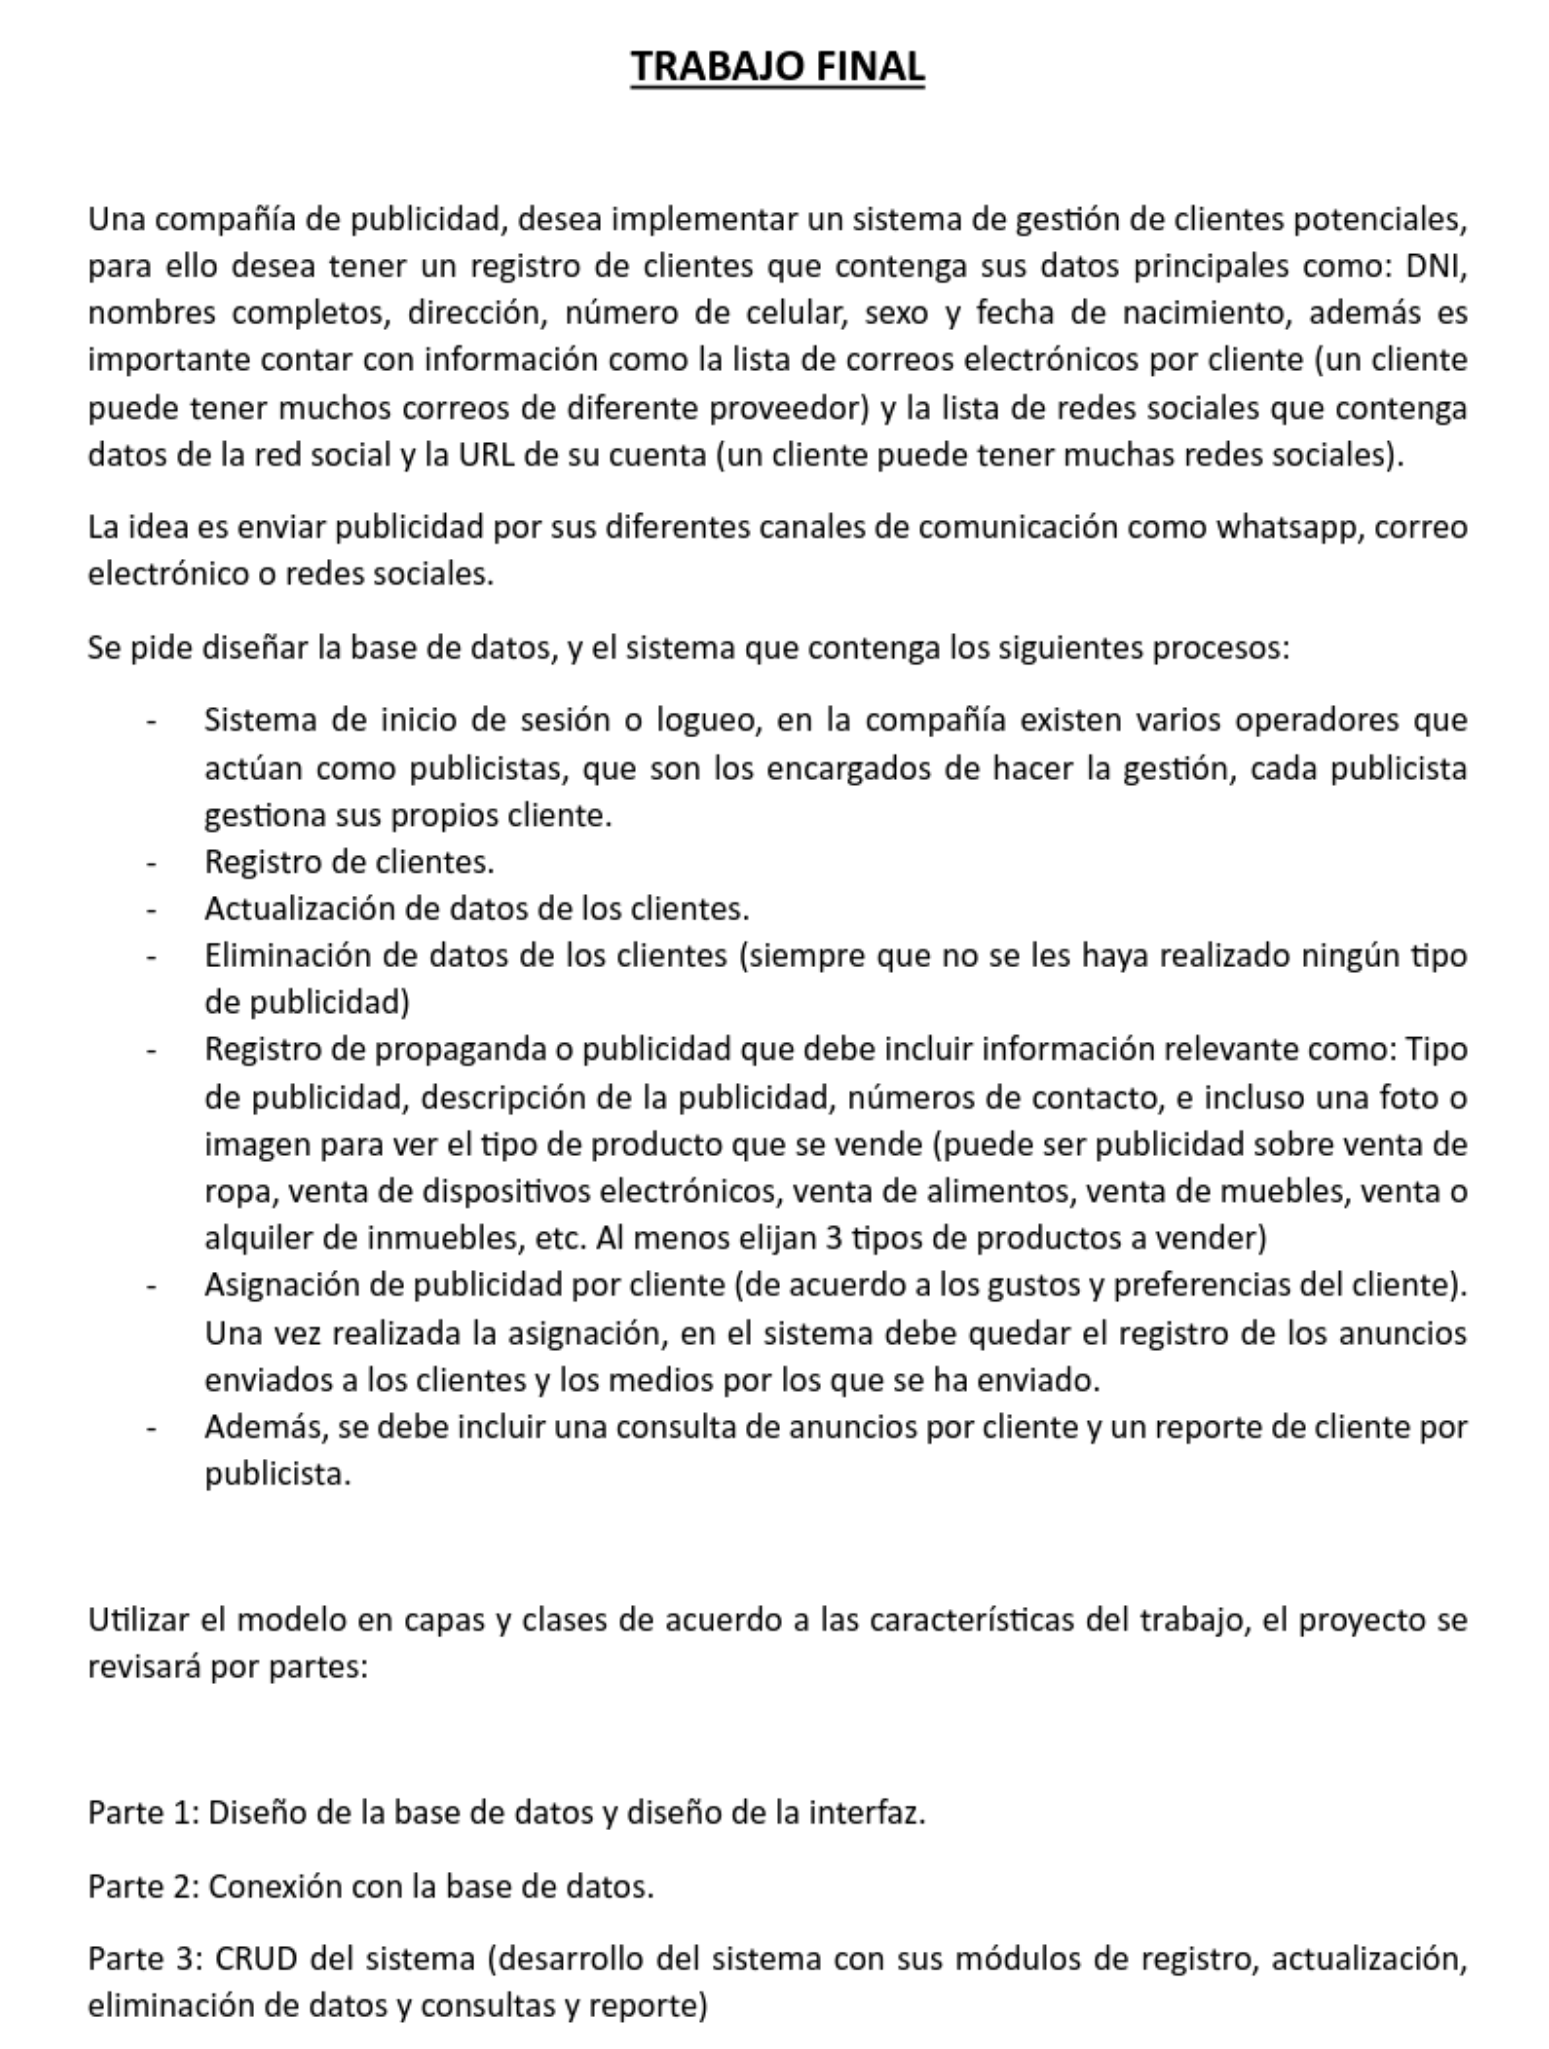 TRABAJO FINAL
Una compañía de publicidad, desea implementar un sistema de gestión de clientes potenciales,
para ello desea tener un registro de clientes que contenga sus datos principales como: DNI,
nombres completos, dirección, número de celular, sexo y fecha de nacimiento, además es
importante contar con información como la lista de correos electrónicos por cliente (un cliente
puede tener muchos correos de diferente proveedor) y la lista de redes sociales que contenga
datos de la red social y la URL de su cuenta (un cliente puede tener muchas redes sociales).
La idea es enviar publicidad por sus diferentes canales de comunicación como whatsapp, correo
electrónico o redes sociales.
Se pide diseñar la base de datos, y el sistema que contenga los siguientes procesos:
- Sistema de inicio de sesión o logueo, en la compañía existen varios operadores que
actúan como publicistas, que son los encargados de hacer la gestión, cada publicista
gestiona sus propios cliente.
- Registro de clientes.
- Actualización de datos de los clientes.
- Eliminación de datos de los clientes (siempre que no se les haya realizado ningún tipo
de publicidad)
- Registro de propaganda o publicidad que debe incluir información relevante como: Tipo
de publicidad, descripción de la publicidad, números de contacto, e incluso una foto o
imagen para ver el tipo de producto que se vende (puede ser publicidad sobre venta de
ropa, venta de dispositivos electrónicos, venta de alimentos, venta de muebles, venta o
alquiler de inmuebles, etc. Al menos elijan 3 tipos de productos a vender)
- Asignación de publicidad por cliente (de acuerdo a los gustos y preferencias del cliente).
Una vez realizada la asignación, en el sistema debe quedar el registro de los anuncios
enviados a los clientes y los medios por los que se ha enviado.
- Además, se debe incluir una consulta de anuncios por cliente y un reporte de cliente por
publicista.
Utilizar el modelo en capas y clases de acuerdo a las características del trabajo, el proyecto se
revisará por partes:
Parte 1: Diseño de la base de datos y diseño de la interfaz.
Parte 2: Conexión con la base de datos.
Parte 3: CRUD del sistema (desarrollo del sistema con sus módulos de registro, actualización,
eliminación de datos y consultas y reporte)